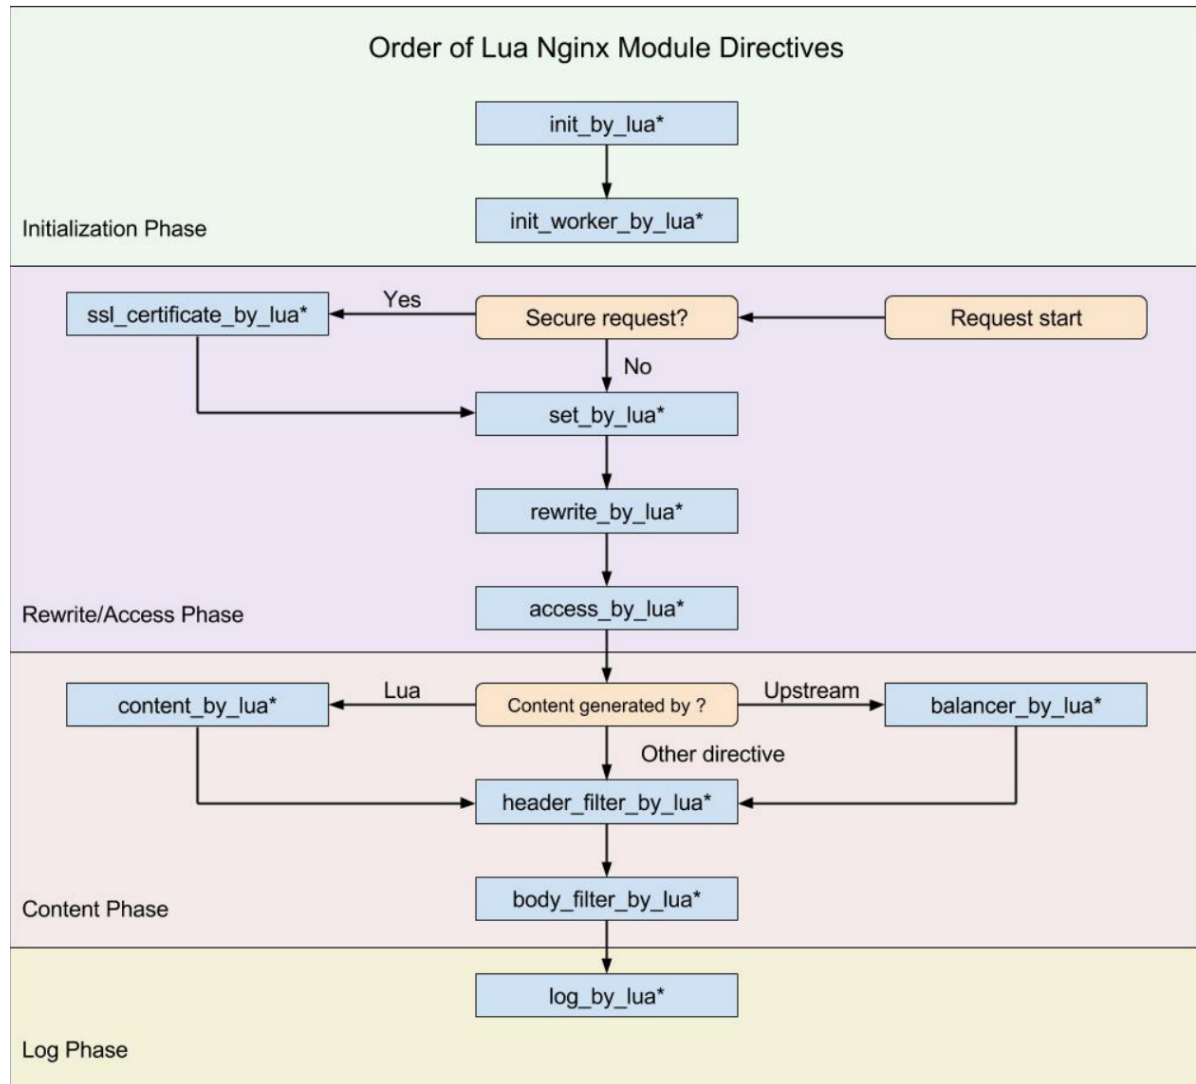 Order of Lua Nginx Module Directives
init_by_lua*
init_worker_by_lua*
Initialization Phase
ssl_certificate_by_lua*
Yes
Secure request?
Request start
No
set_by_lua*
rewrite_by_lua*
access_by_lua*
Rewrite/Access Phase
content_by_lua*
Lua
Content generated by ?
Upstream
balancer_by_lua*
Other directive
header_filter_by_lua*
body_filter_by_lua*
Content Phase
log_by_lua*
Log Phase